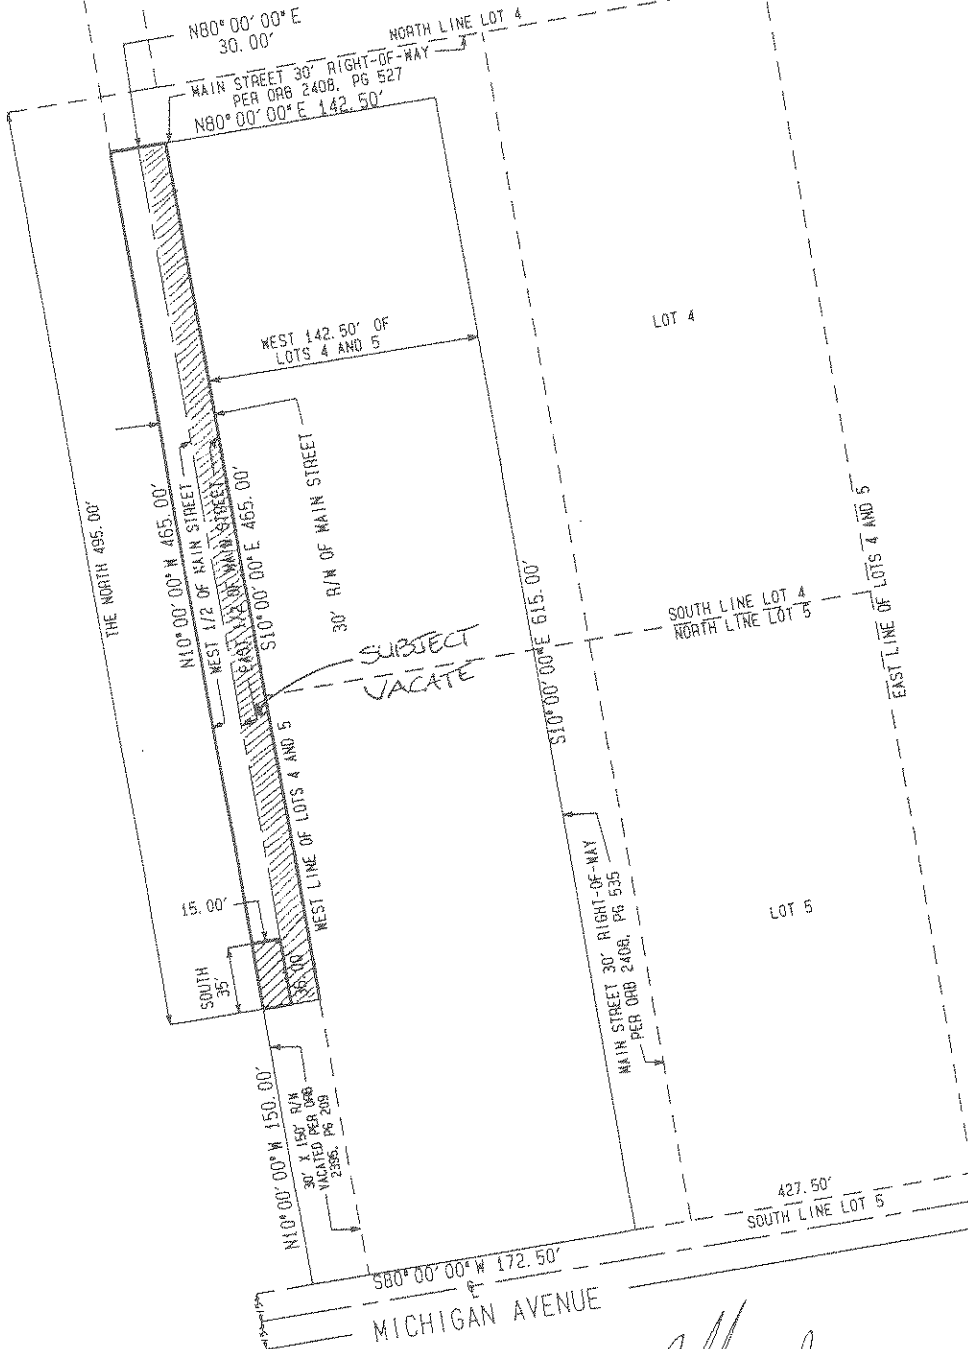 N80°00'00"E
30.00'
NORTH LINE LOT 4
MAIN STREET 30' RIGHT-OF-WAY
PER ORB 2408, PG 527
N80°00'00"E 142.50'
WEST 142.50' OF
LOTS 4 AND 5
LOT 4
THE NORTH 495.00'
N10°00'00"W 465.00'
WEST 1/2 OF MAIN STREET
EAST 1/2 OF MAIN STREET
S10°00'00"E 465.00'
30' R/W OF MAIN STREET
SUBJECT
VACATE
S10°00'00"E 615.00'
SOUTH LINE LOT 4
NORTH LINE LOT 5
EAST LINE OF LOTS 4 AND 5
WEST LINE OF LOTS 4 AND 5
15.00'
SOUTH
35'
MAIN STREET 30' RIGHT-OF-WAY
PER ORB 2408, PG 535
LOT 5
N10°00'00"W 150.00'
30' X 150' R/W
VACATED PER ORB
2395, PG 209
427.50'
SOUTH LINE LOT 5
S80°00'00"W 172.50'
15' 15'
MICHIGAN AVENUE